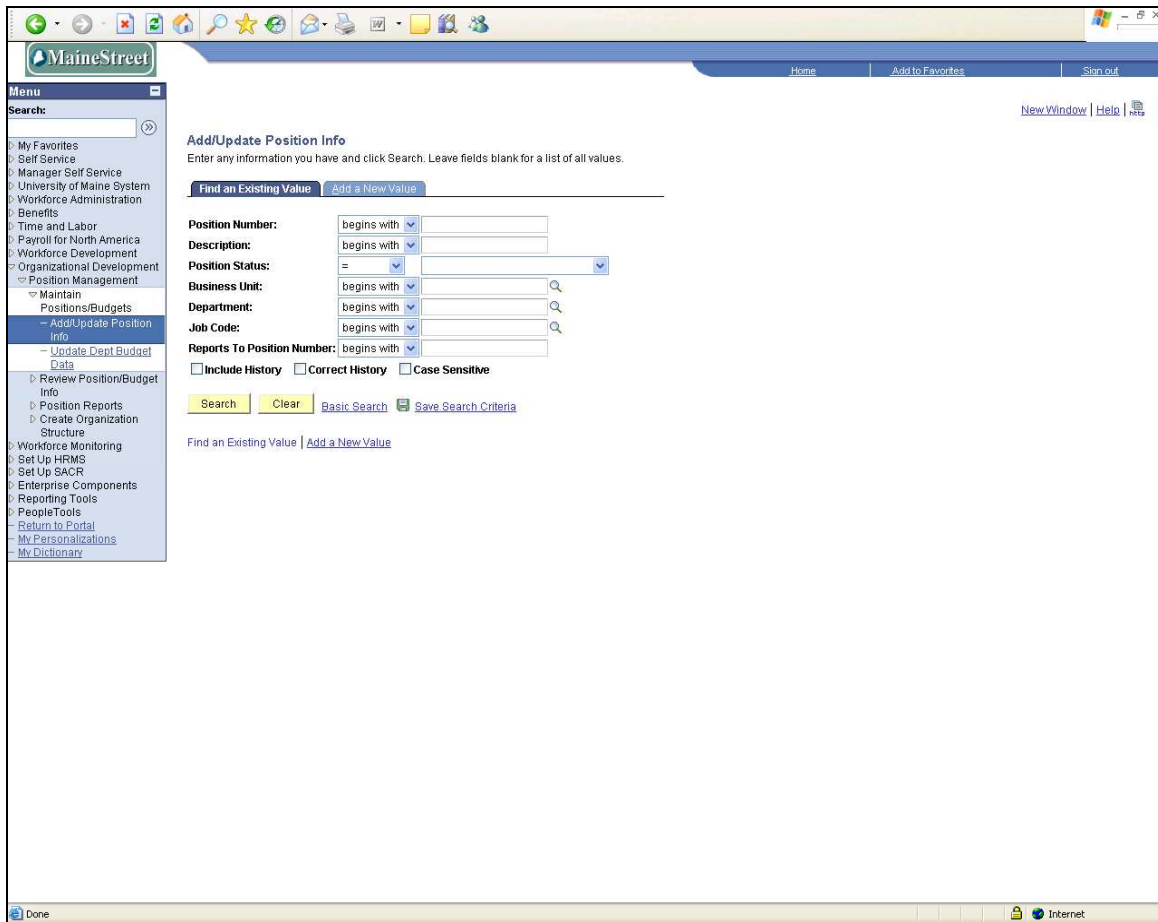 MaineStreet
Home
Add to Favorites
Sign out
Menu
Search:
My Favorites
Self Service
Manager Self Service
University of Maine System
Workforce Administration
Benefits
Time and Labor
Payroll for North America
Workforce Development
Organizational Development
Position Management
Maintain
Positions/Budgets
Add/Update Position
Info
Update Dept Budget
Data
Review Position/Budget
Info
Position Reports
Create Organization
Structure
Workforce Monitoring
Set Up HRMS
Set Up SACR
Enterprise Components
Reporting Tools
PeopleTools
Return to Portal
My Personalizations
My Dictionary
New Window | Help | http
Add/Update Position Info
Enter any information you have and click Search. Leave fields blank for a list of all values.
Find an Existing Value Add a New Value
Position Number: begins with
Description: begins with
Position Status: =
Business Unit: begins with
Department: begins with
Job Code: begins with
Reports To Position Number: begins with
Include History Correct History Case Sensitive
Search Clear Basic Search Save Search Criteria
Find an Existing Value | Add a New Value
Done
Internet